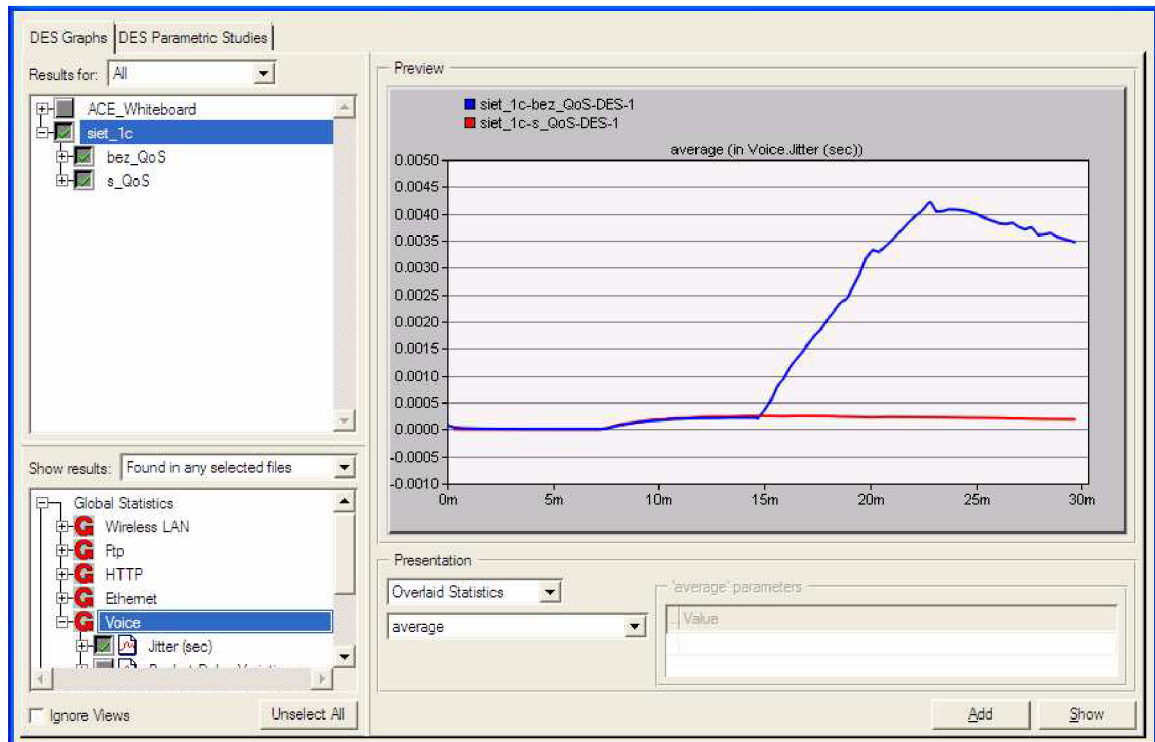 DES Graphs
DES Parametric Studies
Results for:
All
ACE_Whiteboard
siet_1c
bez_QoS
s_QoS
Show results:
Found in any selected files
Global Statistics
Wireless LAN
Ftp
HTTP
Ethernet
Voice
Jitter (sec)
Ignore Views
Unselect All
Preview
siet_1c-bez_QoS-DES-1
siet_1c-s_QoS-DES-1
average (in Voice.Jitter (sec))
0.0050
0.0045
0.0040
0.0035
0.0030
0.0025
0.0020
0.0015
0.0010
0.0005
0.0000
-0.0005
-0.0010
0m
5m
10m
15m
20m
25m
30m
Presentation
Overlaid Statistics
average
'average' parameters
Value
Add
Show